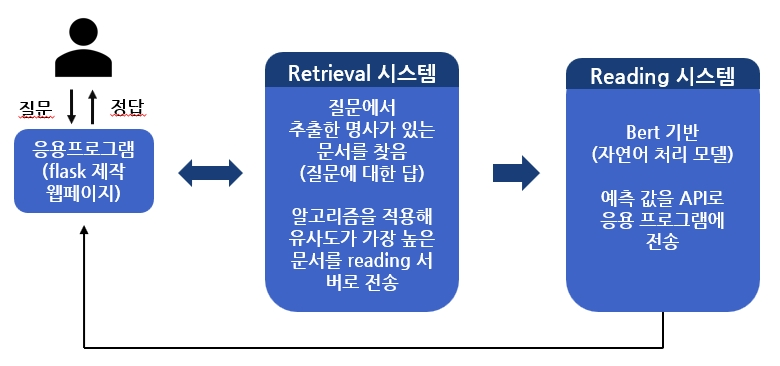 질문
정답
응용프로그램
(flask 제작
웹페이지)
Retrieval 시스템
질문에서
추출한 명사가 있는
문서를 찾음
(질문에 대한 답)
알고리즘을 적용해
유사도가 가장 높은
문서를 reading 서
버로 전송
Reading 시스템
Bert 기반
(자연어 처리 모델)
예측 값을 API로
응용 프로그램에
전송